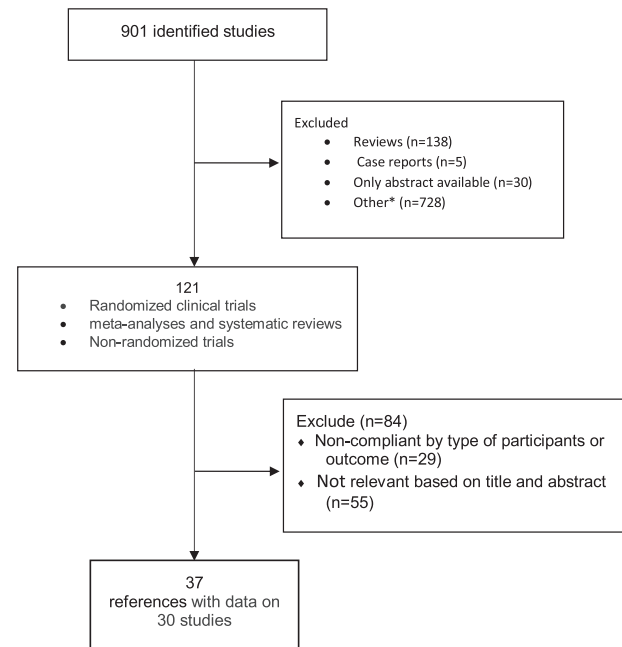 901 identified studies
Excluded
• Reviews (n=138)
• Case reports (n=5)
• Only abstract available (n=30)
• Other* (n=728)
121
• Randomized clinical trials
• meta-analyses and systematic reviews
• Non-randomized trials
Exclude (n=84)
♦ Non-compliant by type of participants or
outcome (n=29)
♦ Not relevant based on title and abstract
(n=55)
37
references with data on
30 studies